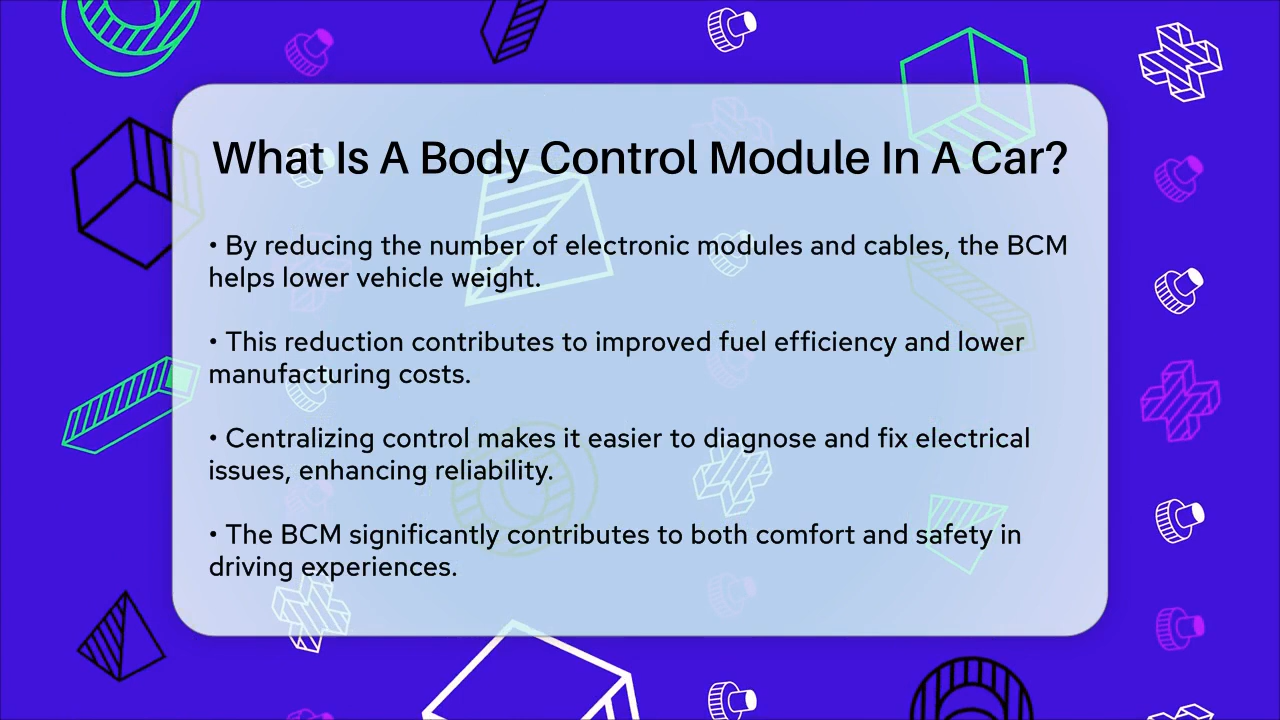 What Is A Body Control Module In A Car?
• By reducing the number of electronic modules and cables, the BCM
helps lower vehicle weight.
• This reduction contributes to improved fuel efficiency and lower
manufacturing costs.
• Centralizing control makes it easier to diagnose and fix electrical
issues, enhancing reliability.
• The BCM significantly contributes to both comfort and safety in
driving experiences.